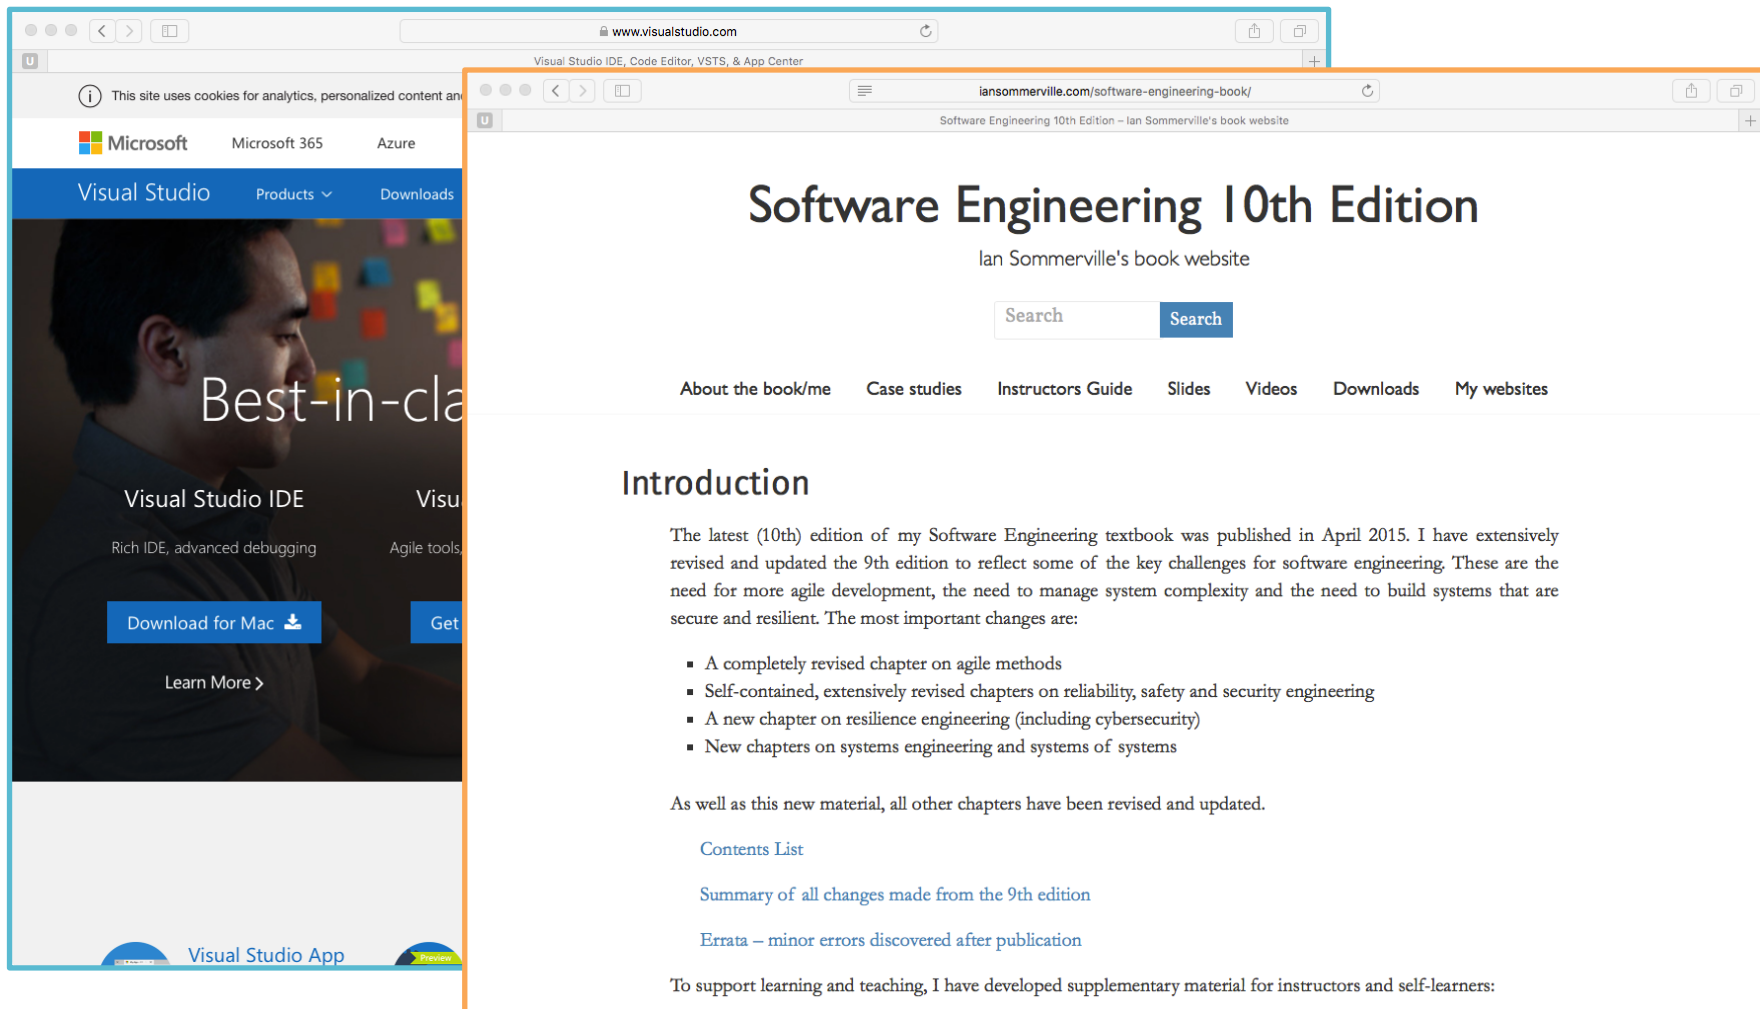 www.visualstudio.com
U
Visual Studio IDE, Code Editor, VSTS, & App Center
This site uses cookies for analytics, personalized content an
Microsoft
Microsoft 365
Azure
Visual Studio
Products
Downloads
Best-in-cla
Visual Studio IDE
Visu
Rich IDE, advanced debugging
Agile tools,
Download for Mac
Get
Learn More
Visual Studio App
Preview
iansommerville.com/software-engineering-book/
U
Software Engineering 10th Edition – Ian Sommerville's book website
Software Engineering 10th Edition
Ian Sommerville's book website
Search
Search
About the book/me
Case studies
Instructors Guide
Slides
Videos
Downloads
My websites
Introduction
The latest (10th) edition of my Software Engineering textbook was published in April 2015. I have extensively
revised and updated the 9th edition to reflect some of the key challenges for software engineering. These are the
need for more agile development, the need to manage system complexity and the need to build systems that are
secure and resilient. The most important changes are:
A completely revised chapter on agile methods
Self-contained, extensively revised chapters on reliability, safety and security engineering
A new chapter on resilience engineering (including cybersecurity)
New chapters on systems engineering and systems of systems
As well as this new material, all other chapters have been revised and updated.
Contents List
Summary of all changes made from the 9th edition
Errata – minor errors discovered after publication
To support learning and teaching, I have developed supplementary material for instructors and self-learners: